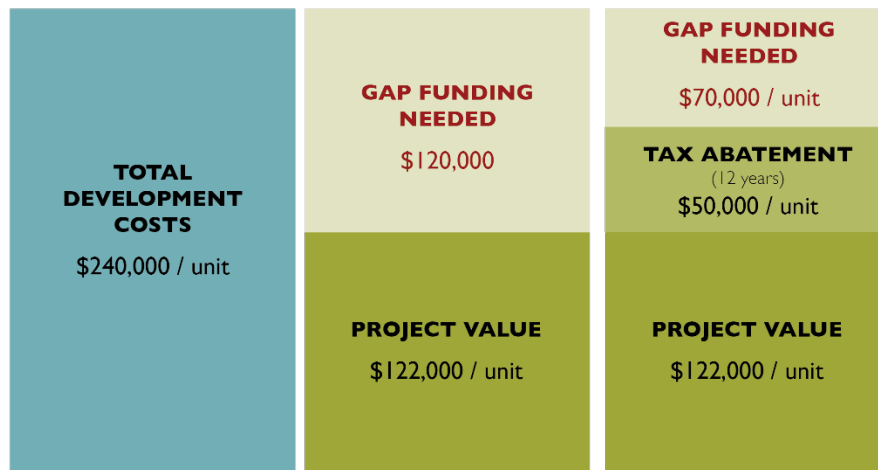 TOTAL
DEVELOPMENT
COSTS
$240,000 / unit
GAP FUNDING
NEEDED
$120,000
PROJECT VALUE
$122,000 / unit
GAP FUNDING
NEEDED
$70,000 / unit
TAX ABATEMENT
(12 years)
$50,000 / unit
PROJECT VALUE
$122,000 / unit